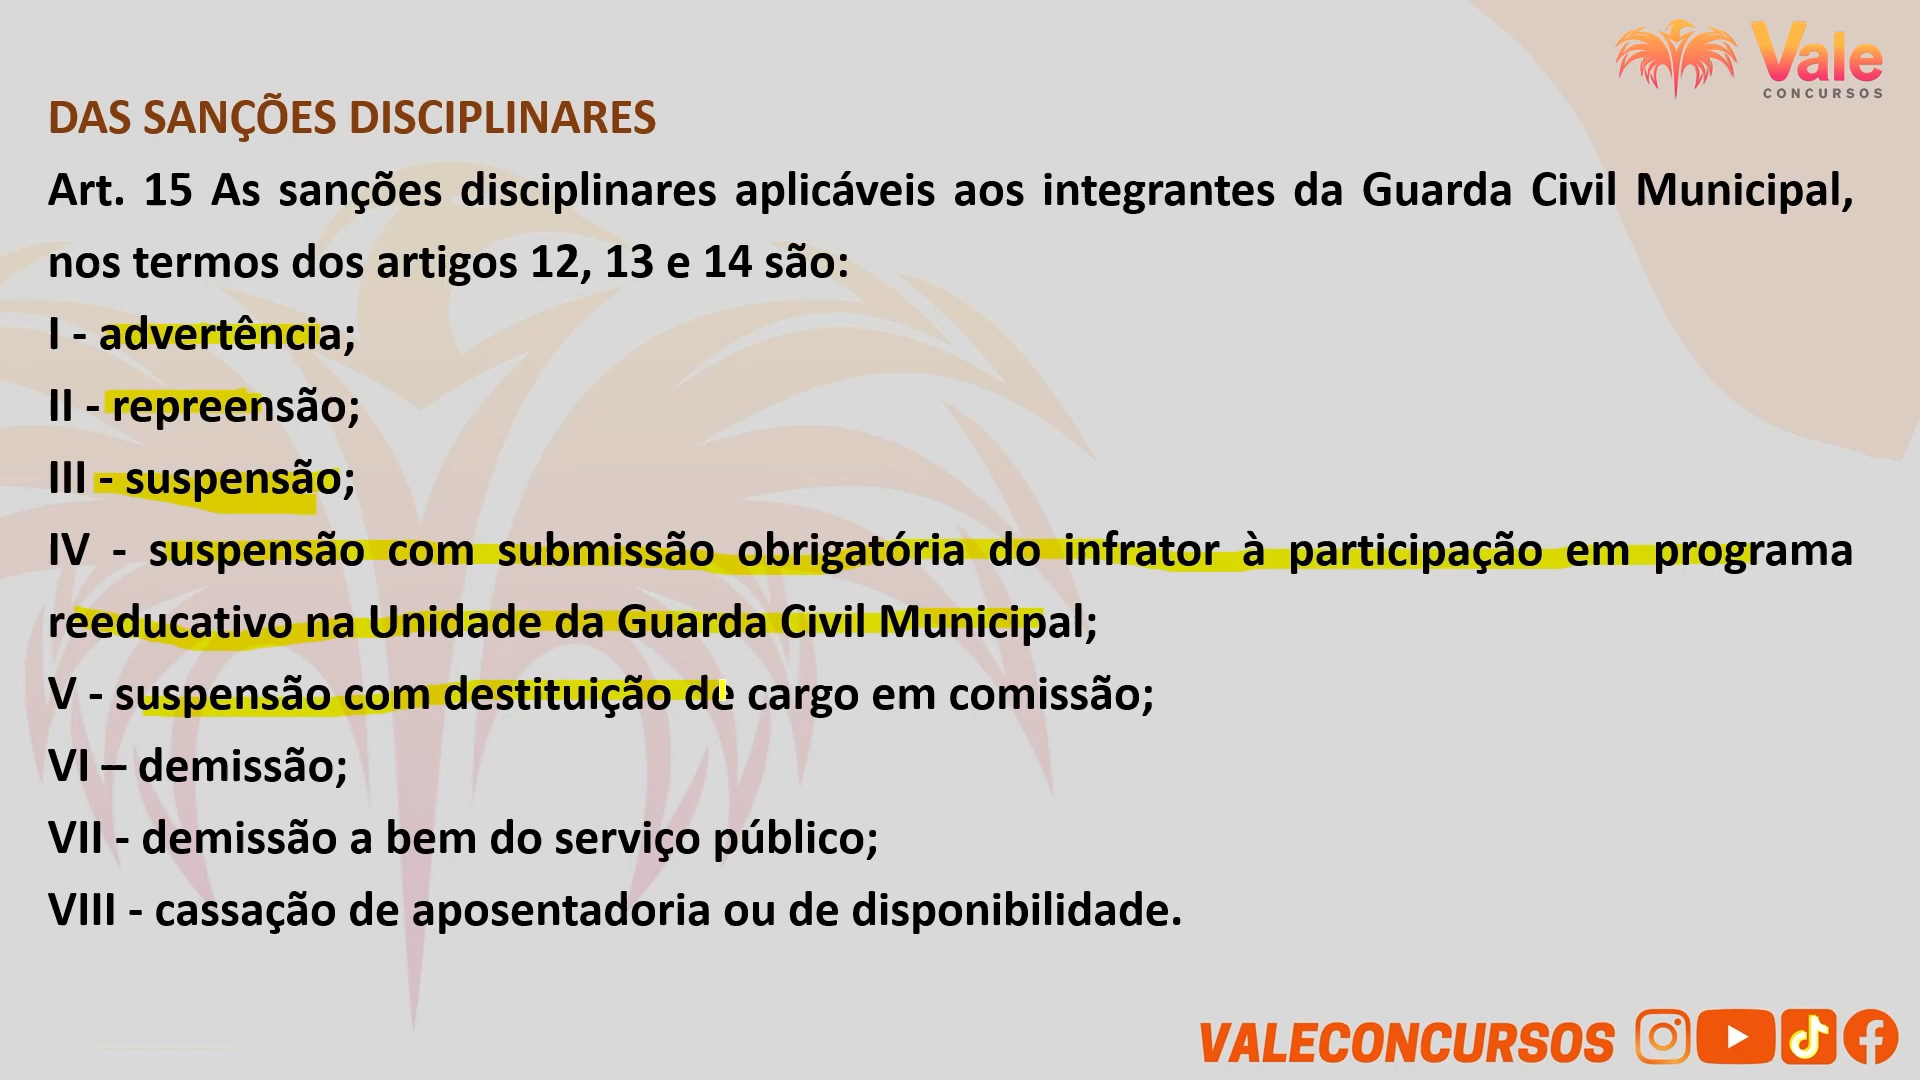 Vale
CONCURSOS
DAS SANÇÕES DISCIPLINARES
Art. 15 As sanções disciplinares aplicáveis aos integrantes da Guarda Civil Municipal,
nos termos dos artigos 12, 13 e 14 são:
I - advertência;
II - repreensão;
III - suspensão;
IV - suspensão com submissão obrigatória do infrator à participação em programa
reeducativo na Unidade da Guarda Civil Municipal;
V - suspensão com destituição de cargo em comissão;
VI – demissão;
VII - demissão a bem do serviço público;
VIII - cassação de aposentadoria ou de disponibilidade.
VALECONCURSOS